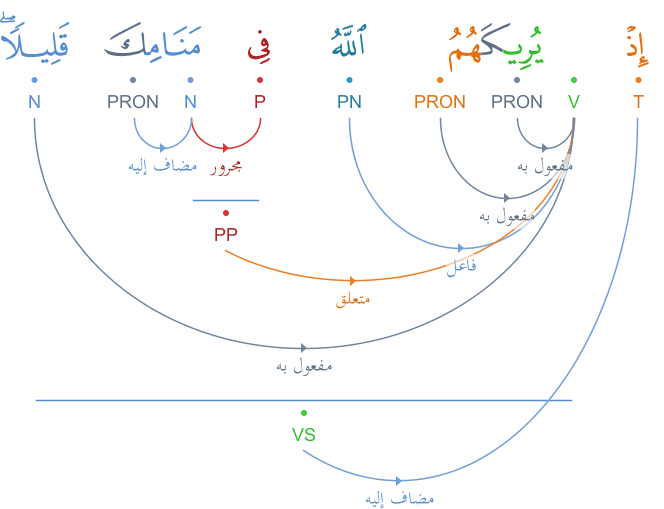 إِذْ يُرِيكَهُمُ ٱللَّهُ فِى مَنَامِكَ قَلِيلًا ۖ
T V PRON PRON PN P N PRON N
مفعول به
مضاف إليه مجرور
مفعول به
PP
فاعل
متعلق
مفعول به
VS
مضاف إليه